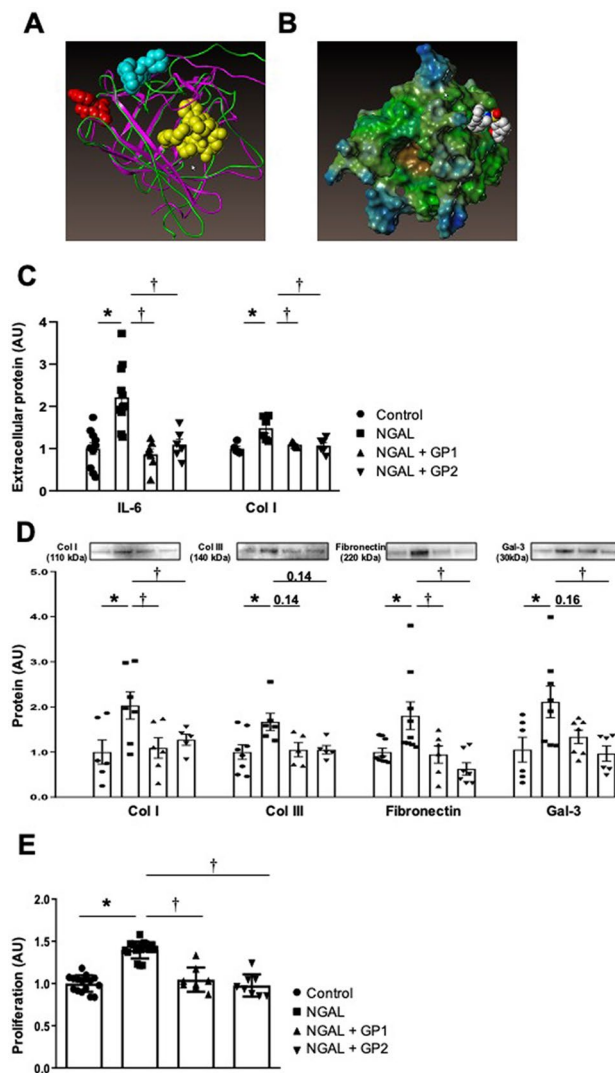 A
B
C
†
†
* †
* †
4
3
2
1
0
Extracellular protein (AU)
IL-6
Col I
Control
NGAL
NGAL + GP1
NGAL + GP2
D
Col I
(110 kDa)
Col III
(140 kDa)
Fibronectin
(220 kDa)
Gal-3
(30kDa)
†
0.14
†
†
* †
* 0.14
* †
* 0.16
5.0
4.0
3.0
2.0
1.0
0.0
Protein (AU)
Col I
Col III
Fibronectin
Gal-3
E
†
* †
2.0
1.5
1.0
0.5
0.0
Proliferation (AU)
Control
NGAL
NGAL + GP1
NGAL + GP2